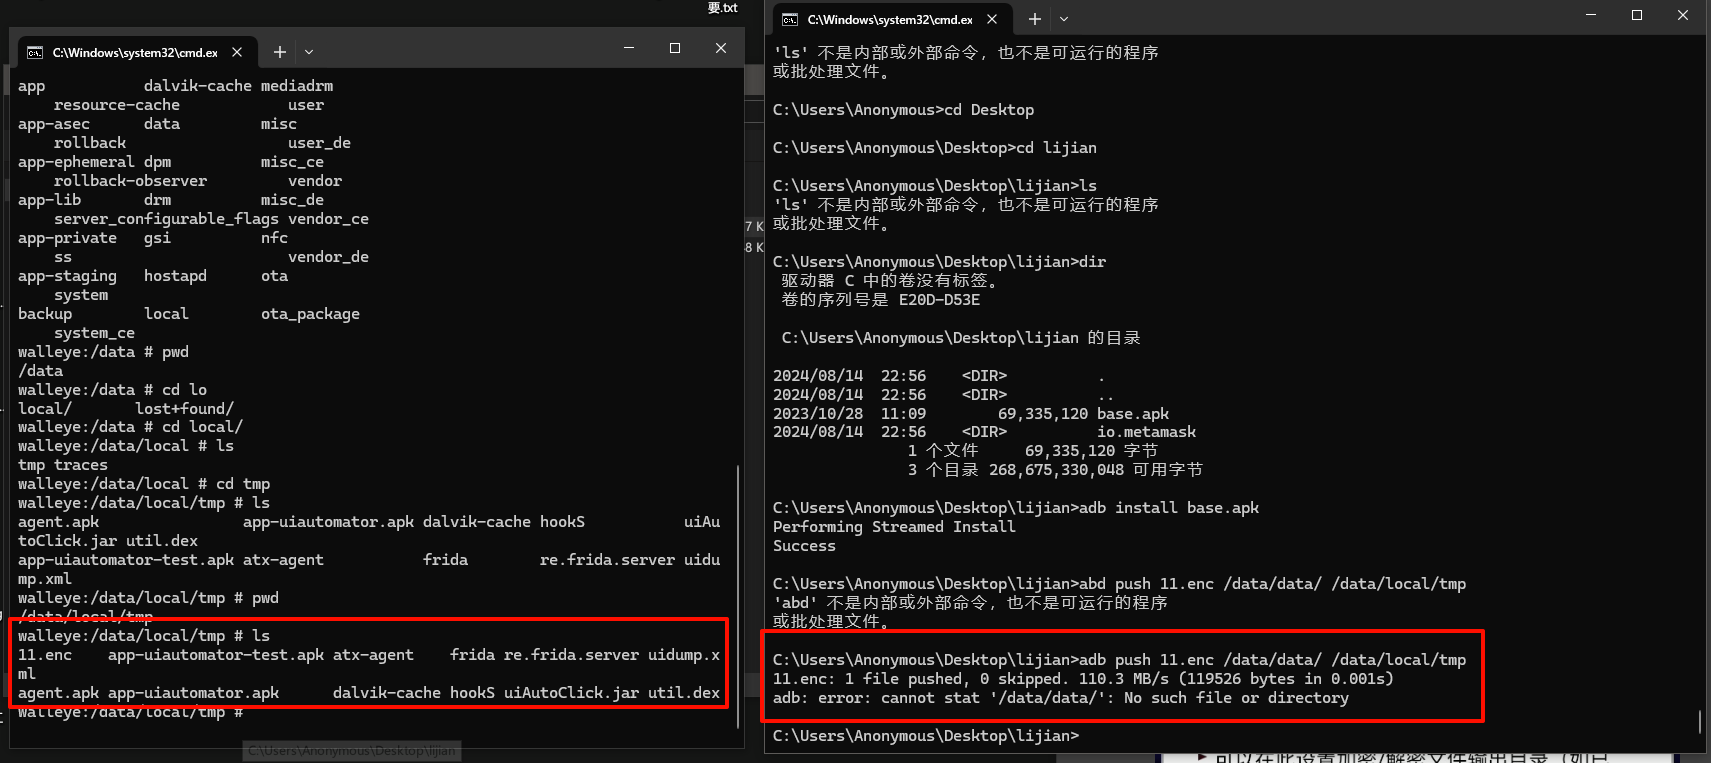 要.txt
C:\Windows\system32\cmd.ex
app           dalvik-cache mediadrm
    resource-cache            user
app-asec      data         misc
    rollback                  user_de
app-ephemeral dpm          misc_ce
    rollback-observer         vendor
app-lib       drm          misc_de
    server_configurable_flags vendor_ce
app-private   gsi          nfc
    ss                        vendor_de
app-staging   hostapd      ota
    system
backup        local        ota_package
    system_ce
walleye:/data # pwd
/data
walleye:/data # cd lo
local/       lost+found/
walleye:/data # cd local/
walleye:/data/local # ls
tmp traces
walleye:/data/local # cd tmp
walleye:/data/local/tmp # ls
agent.apk                app-uiautomator.apk dalvik-cache hookS            uiAu
toClick.jar util.dex
app-uiautomator-test.apk atx-agent           frida        re.frida.server uidu
mp.xml
walleye:/data/local/tmp # pwd
/data/local/tmp
walleye:/data/local/tmp # ls
11.enc    app-uiautomator-test.apk atx-agent    frida re.frida.server uidump.x
ml
agent.apk app-uiautomator.apk      dalvik-cache hookS uiAutoClick.jar util.dex
walleye:/data/local/tmp #
C:\Users\Anonymous\Desktop\lijian
7 K
8 K
C:\Windows\system32\cmd.ex
'ls' 不是内部或外部命令，也不是可运行的程序
或批处理文件。
C:\Users\Anonymous>cd Desktop
C:\Users\Anonymous\Desktop>cd lijian
C:\Users\Anonymous\Desktop\lijian>ls
'ls' 不是内部或外部命令，也不是可运行的程序
或批处理文件。
C:\Users\Anonymous\Desktop\lijian>dir
 驱动器 C 中的卷没有标签。
 卷的序列号是 E20D-D53E
 C:\Users\Anonymous\Desktop\lijian 的目录
2024/08/14  22:56    <DIR>          .
2024/08/14  22:56    <DIR>          ..
2023/10/28  11:09        69,335,120 base.apk
2024/08/14  22:56    <DIR>          io.metamask
               1 个文件     69,335,120 字节
               3 个目录 268,675,330,048 可用字节
C:\Users\Anonymous\Desktop\lijian>adb install base.apk
Performing Streamed Install
Success
C:\Users\Anonymous\Desktop\lijian>abd push 11.enc /data/data/ /data/local/tmp
'abd' 不是内部或外部命令，也不是可运行的程序
或批处理文件。
C:\Users\Anonymous\Desktop\lijian>adb push 11.enc /data/data/ /data/local/tmp
11.enc: 1 file pushed, 0 skipped. 110.3 MB/s (119526 bytes in 0.001s)
adb: error: cannot stat '/data/data/': No such file or directory
C:\Users\Anonymous\Desktop\lijian>